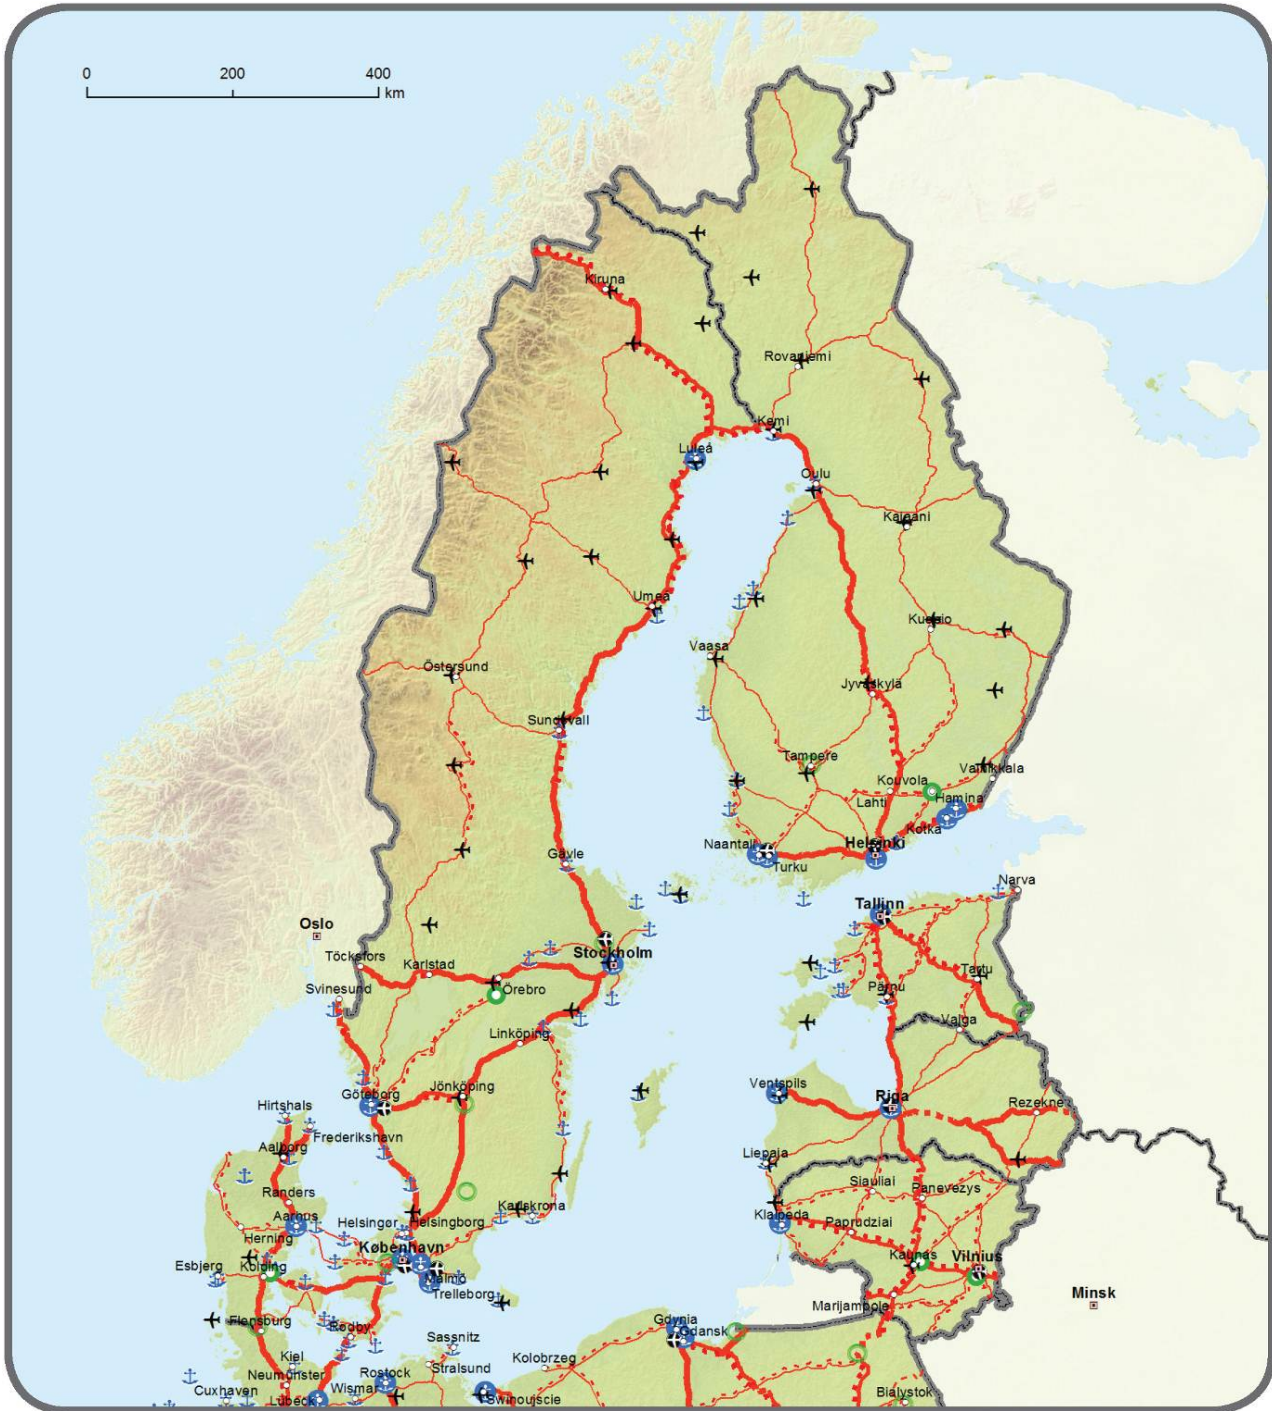 0 200 400
km
Kiruna
Rovaniemi
Kemi
Luleå
Oulu
Kajaani
Umeå
Kuopio
Vaasa
Östersund
Jyväskylä
Sundsvall
Tampere
Kouvola
Vainikkala
Lahti
Hamina
Kotka
Naantali
Helsinki
Gävle
Turku
Narva
Tallinn
Oslo
Stockholm
Töcksfors
Karlstad
Tartu
Svinesund
Örebro
Pärnu
Valga
Linköping
Ventspils
Jönköping
Göteborg
Riga
Rezekne
Hirtshals
Frederikshavn
Aalborg
Liepaja
Siauliai
Panevezys
Randers
Karlskrona
Aarhus
Helsingør
Helsingborg
Klaipeda
Paprudziai
Herning
København
Kaunas
Vilnius
Esbjerg
Kolding
Malmö
Trelleborg
Minsk
Marijampole
Flensburg
Rødby
Gdynia
Gdansk
Sassnitz
Kiel
Stralsund
Kolobrzeg
Neumünster
Rostock
Cuxhaven
Wismar
Bialystok
Lübeck
Swinoujscie